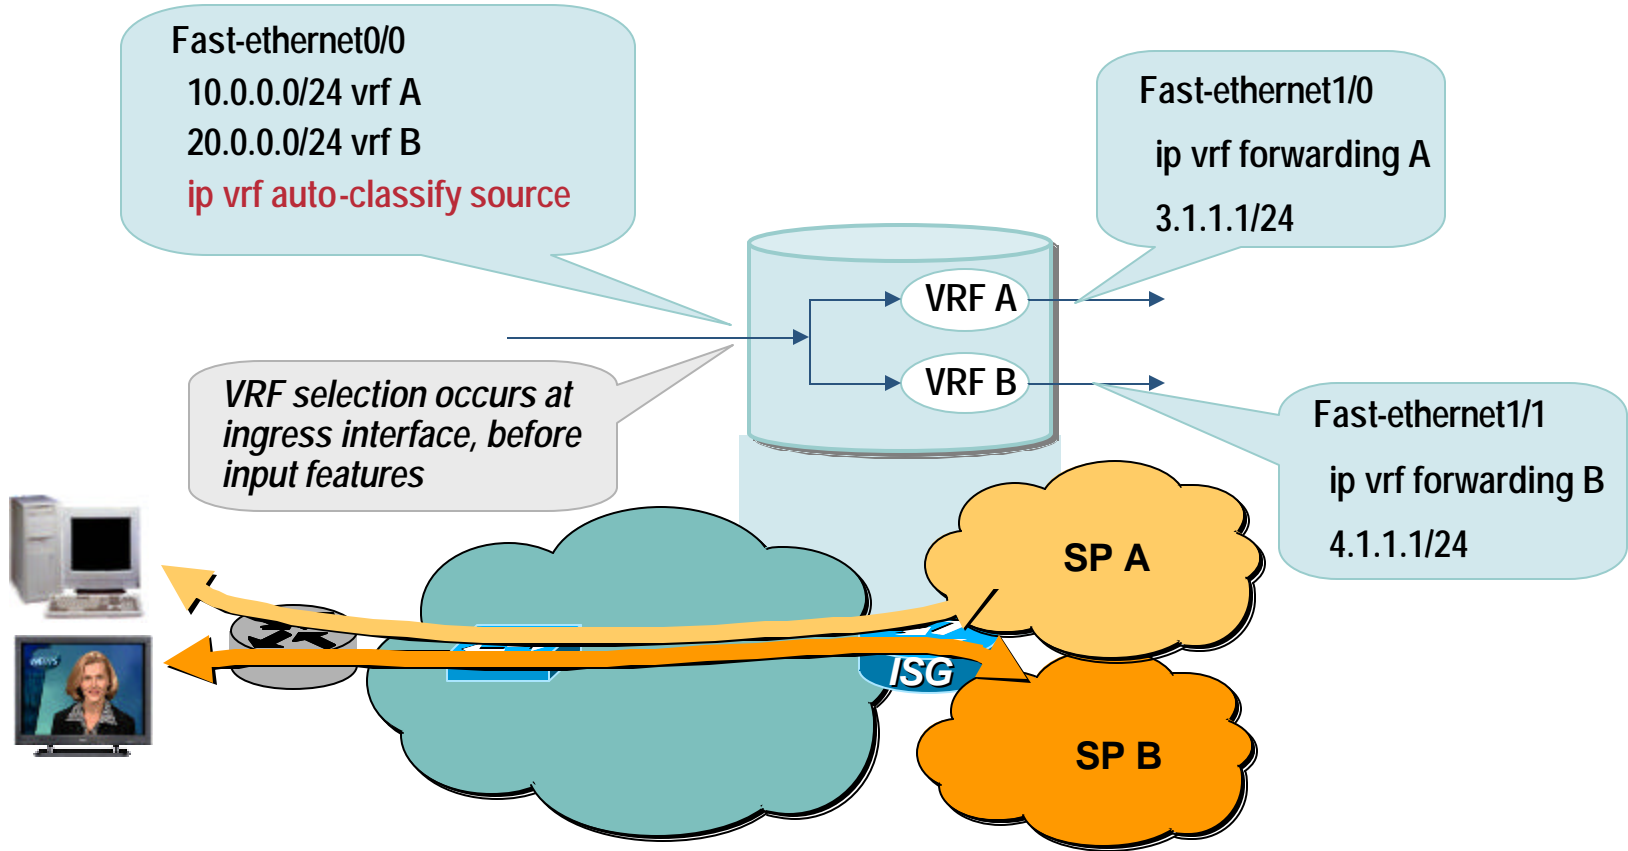 Fast-ethernet0/0
10.0.0.0/24 vrf A
20.0.0.0/24 vrf B
ip vrf auto-classify source
Fast-ethernet1/0
ip vrf forwarding A
3.1.1.1/24
VRF A
VRF B
VRF selection occurs at
ingress interface, before
input features
Fast-ethernet1/1
ip vrf forwarding B
4.1.1.1/24
SP A
ISG
SP B